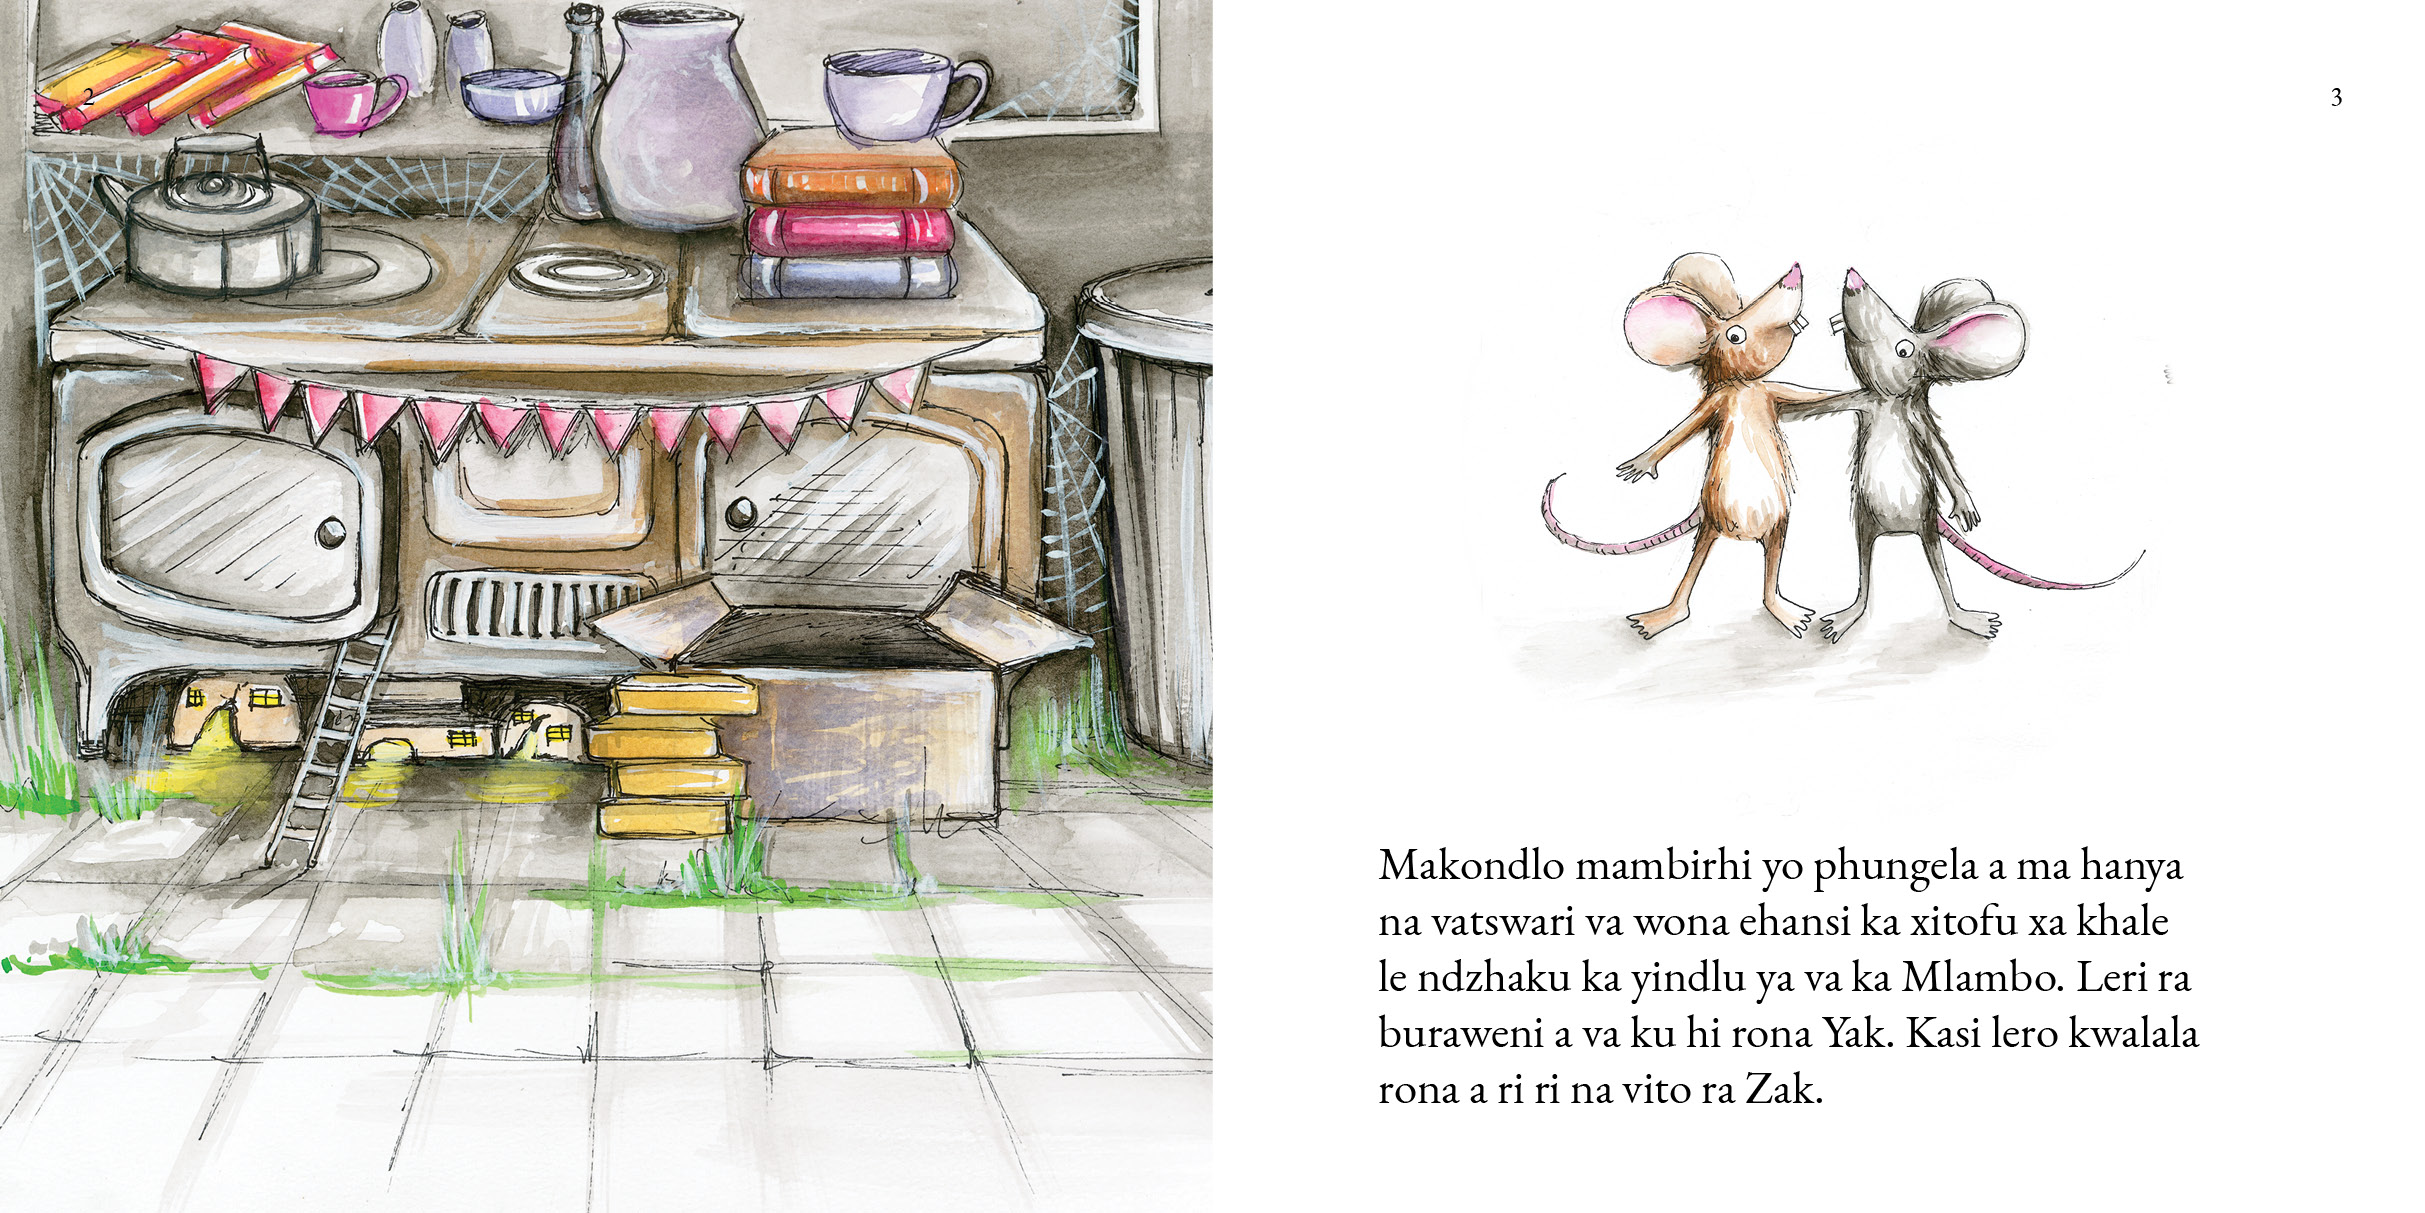 2
3
Makondlo mambirhi yo phungela a ma hanya
na vatswari va wona ehansi ka xitofu xa khale
le ndzhaku ka yindlu ya va ka Mlambo. Leri ra
buraweni a va ku hi rona Yak. Kasi lero kwalala
rona a ri ri na vito ra Zak.